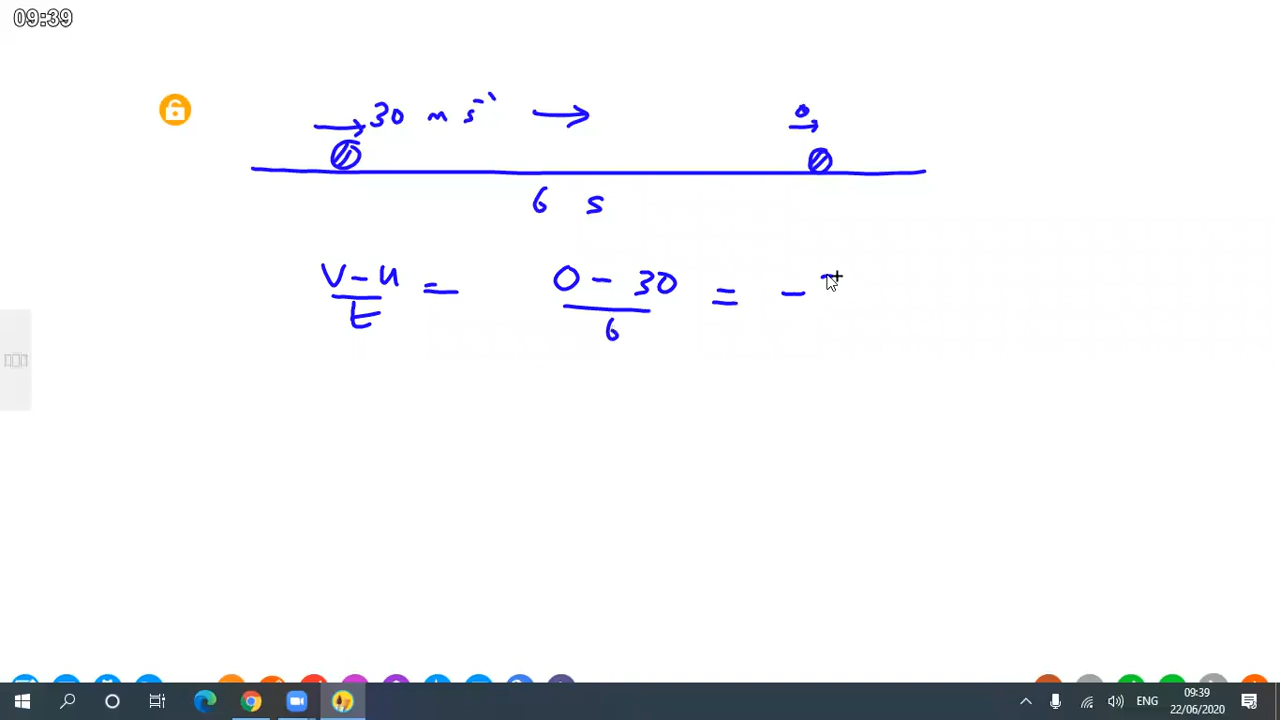 09:39
30 m s⁻¹ → 0
6 s
V-u/t = 0-30/6 = -
ENG
09:39
22/06/2020